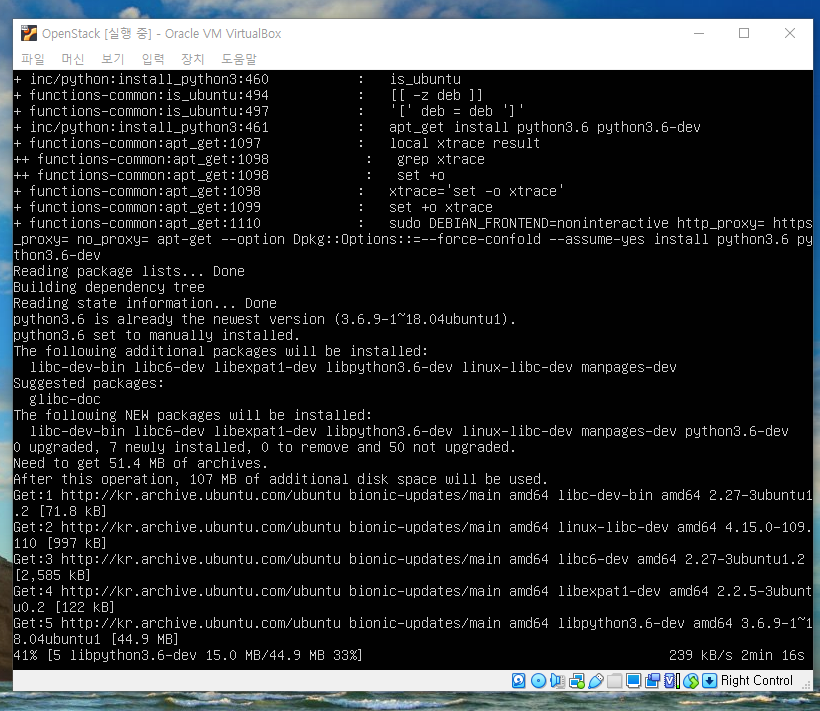 OpenStack [실행 중] - Oracle VM VirtualBox
파일 머신 보기 입력 장치 도움말
+ inc/python:install_python3:460 : is_ubuntu
+ functions-common:is_ubuntu:494 : [[ -z deb ]]
+ functions-common:is_ubuntu:497 : '[' deb = deb ']'
+ inc/python:install_python3:461 : apt_get install python3.6 python3.6-dev
+ functions-common:apt_get:1097 : local xtrace result
++ functions-common:apt_get:1098 : grep xtrace
++ functions-common:apt_get:1098 : set +o
+ functions-common:apt_get:1098 : xtrace='set -o xtrace'
+ functions-common:apt_get:1099 : set +o xtrace
+ functions-common:apt_get:1110 : sudo DEBIAN_FRONTEND=noninteractive http_proxy= https
_proxy= no_proxy= apt-get --option Dpkg::Options::=--force-confold --assume-yes install python3.6 py
thon3.6-dev
Reading package lists... Done
Building dependency tree
Reading state information... Done
python3.6 is already the newest version (3.6.9-1~18.04ubuntu1).
python3.6 set to manually installed.
The following additional packages will be installed:
libc-dev-bin libc6-dev libexpat1-dev libpython3.6-dev linux-libc-dev manpages-dev
Suggested packages:
glibc-doc
The following NEW packages will be installed:
libc-dev-bin libc6-dev libexpat1-dev libpython3.6-dev linux-libc-dev manpages-dev python3.6-dev
0 upgraded, 7 newly installed, 0 to remove and 50 not upgraded.
Need to get 51.4 MB of archives.
After this operation, 107 MB of additional disk space will be used.
Get:1 http://kr.archive.ubuntu.com/ubuntu bionic-updates/main amd64 libc-dev-bin amd64 2.27-3ubuntu1
.2 [71.8 kB]
Get:2 http://kr.archive.ubuntu.com/ubuntu bionic-updates/main amd64 linux-libc-dev amd64 4.15.0-109.
110 [997 kB]
Get:3 http://kr.archive.ubuntu.com/ubuntu bionic-updates/main amd64 libc6-dev amd64 2.27-3ubuntu1.2
[2,585 kB]
Get:4 http://kr.archive.ubuntu.com/ubuntu bionic-updates/main amd64 libexpat1-dev amd64 2.2.5-3ubunt
u0.2 [122 kB]
Get:5 http://kr.archive.ubuntu.com/ubuntu bionic-updates/main amd64 libpython3.6-dev amd64 3.6.9-1~1
8.04ubuntu1 [44.9 MB]
41% [5 libpython3.6-dev 15.0 MB/44.9 MB 33%] 239 kB/s 2min 16s
Right Control